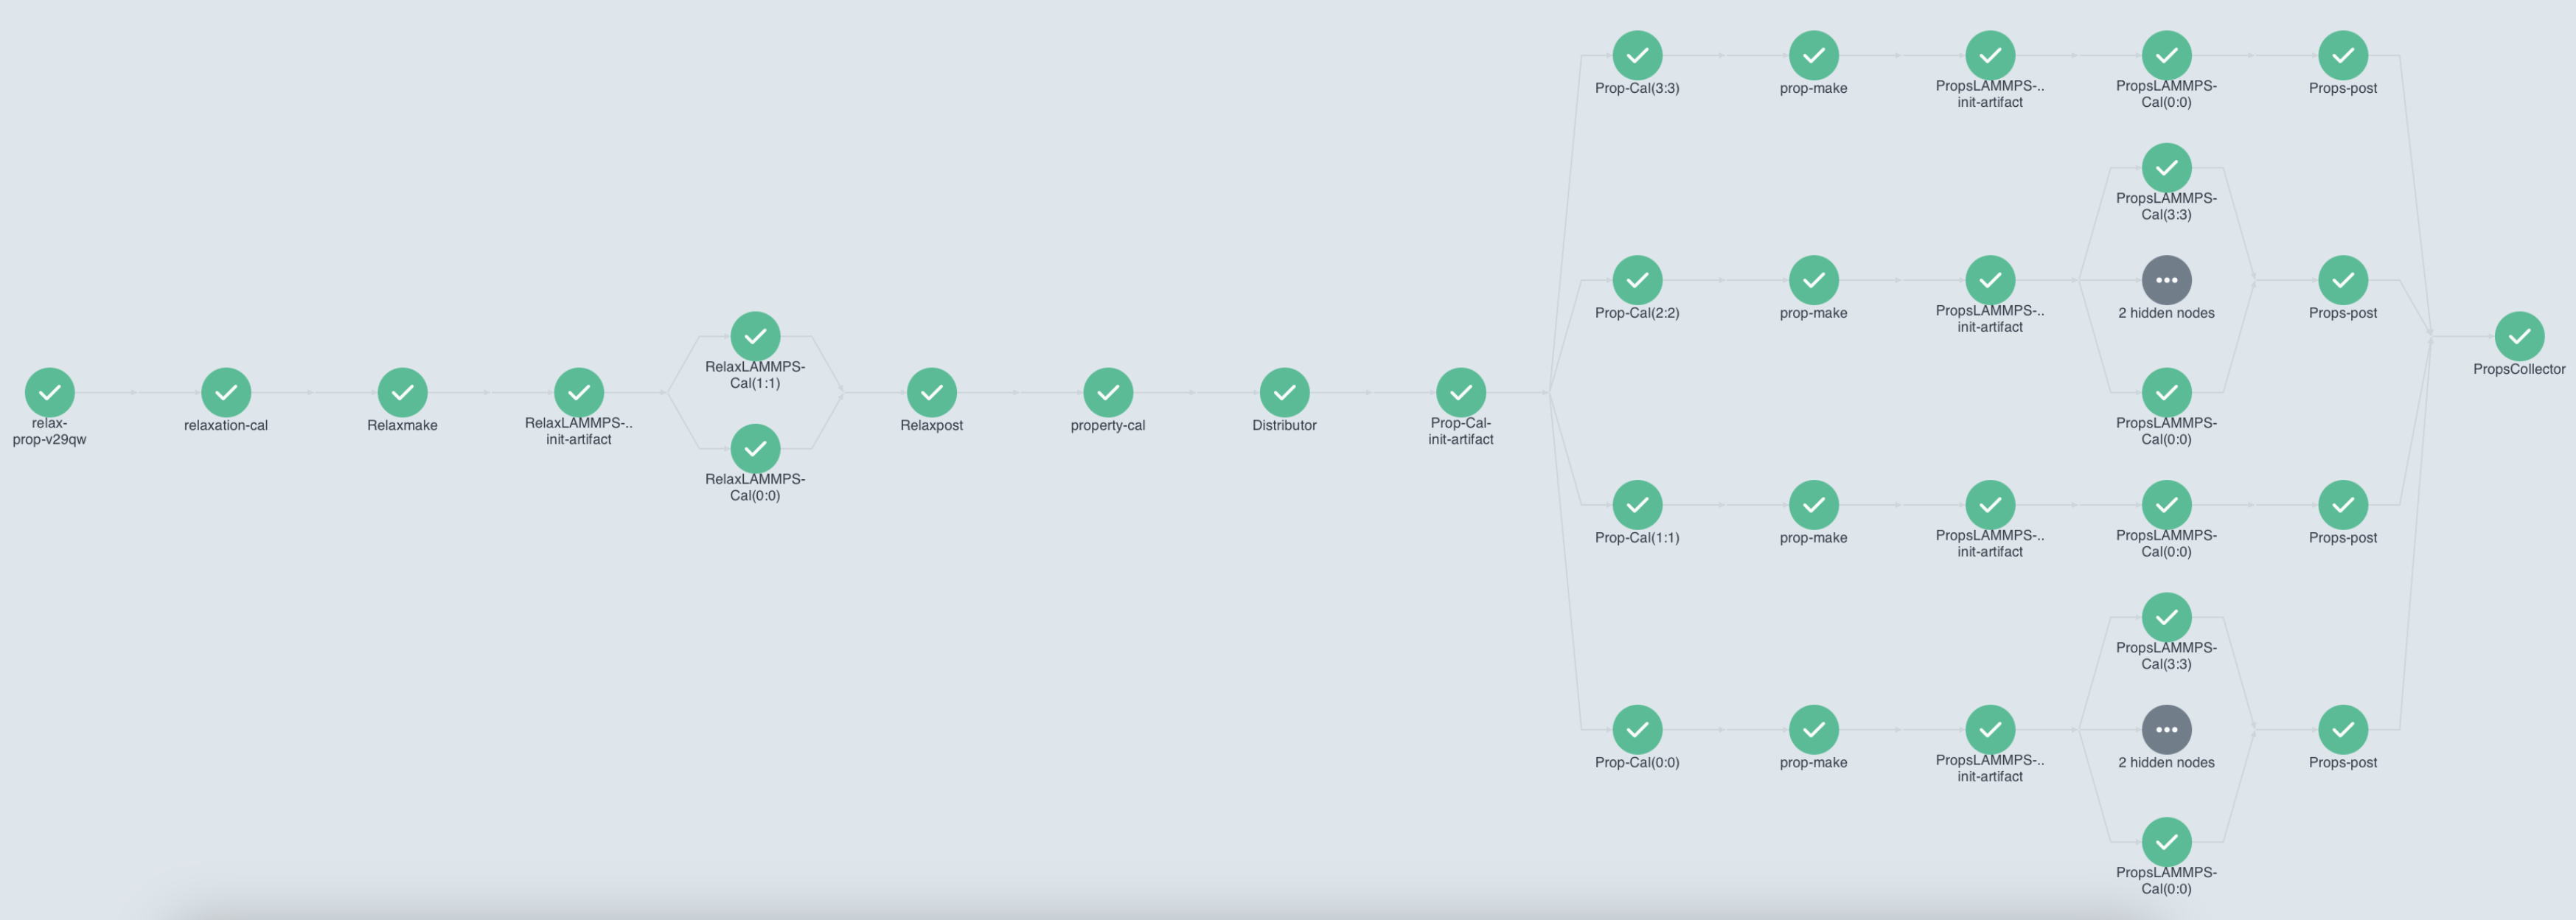 relax-
prop-v29qw
relaxation-cal
Relaxmake
RelaxLAMMPS-..
init-artifact
RelaxLAMMPS-
Cal(1:1)
RelaxLAMMPS-
Cal(0:0)
Relaxpost
property-cal
Distributor
Prop-Cal-
init-artifact
Prop-Cal(3:3)
prop-make
PropsLAMMPS-..
init-artifact
PropsLAMMPS-
Cal(0:0)
Props-post
Prop-Cal(2:2)
prop-make
PropsLAMMPS-..
init-artifact
PropsLAMMPS-
Cal(3:3)
2 hidden nodes
PropsLAMMPS-
Cal(0:0)
Props-post
Prop-Cal(1:1)
prop-make
PropsLAMMPS-..
init-artifact
PropsLAMMPS-
Cal(0:0)
Props-post
Prop-Cal(0:0)
prop-make
PropsLAMMPS-..
init-artifact
PropsLAMMPS-
Cal(3:3)
2 hidden nodes
PropsLAMMPS-
Cal(0:0)
Props-post
PropsCollector